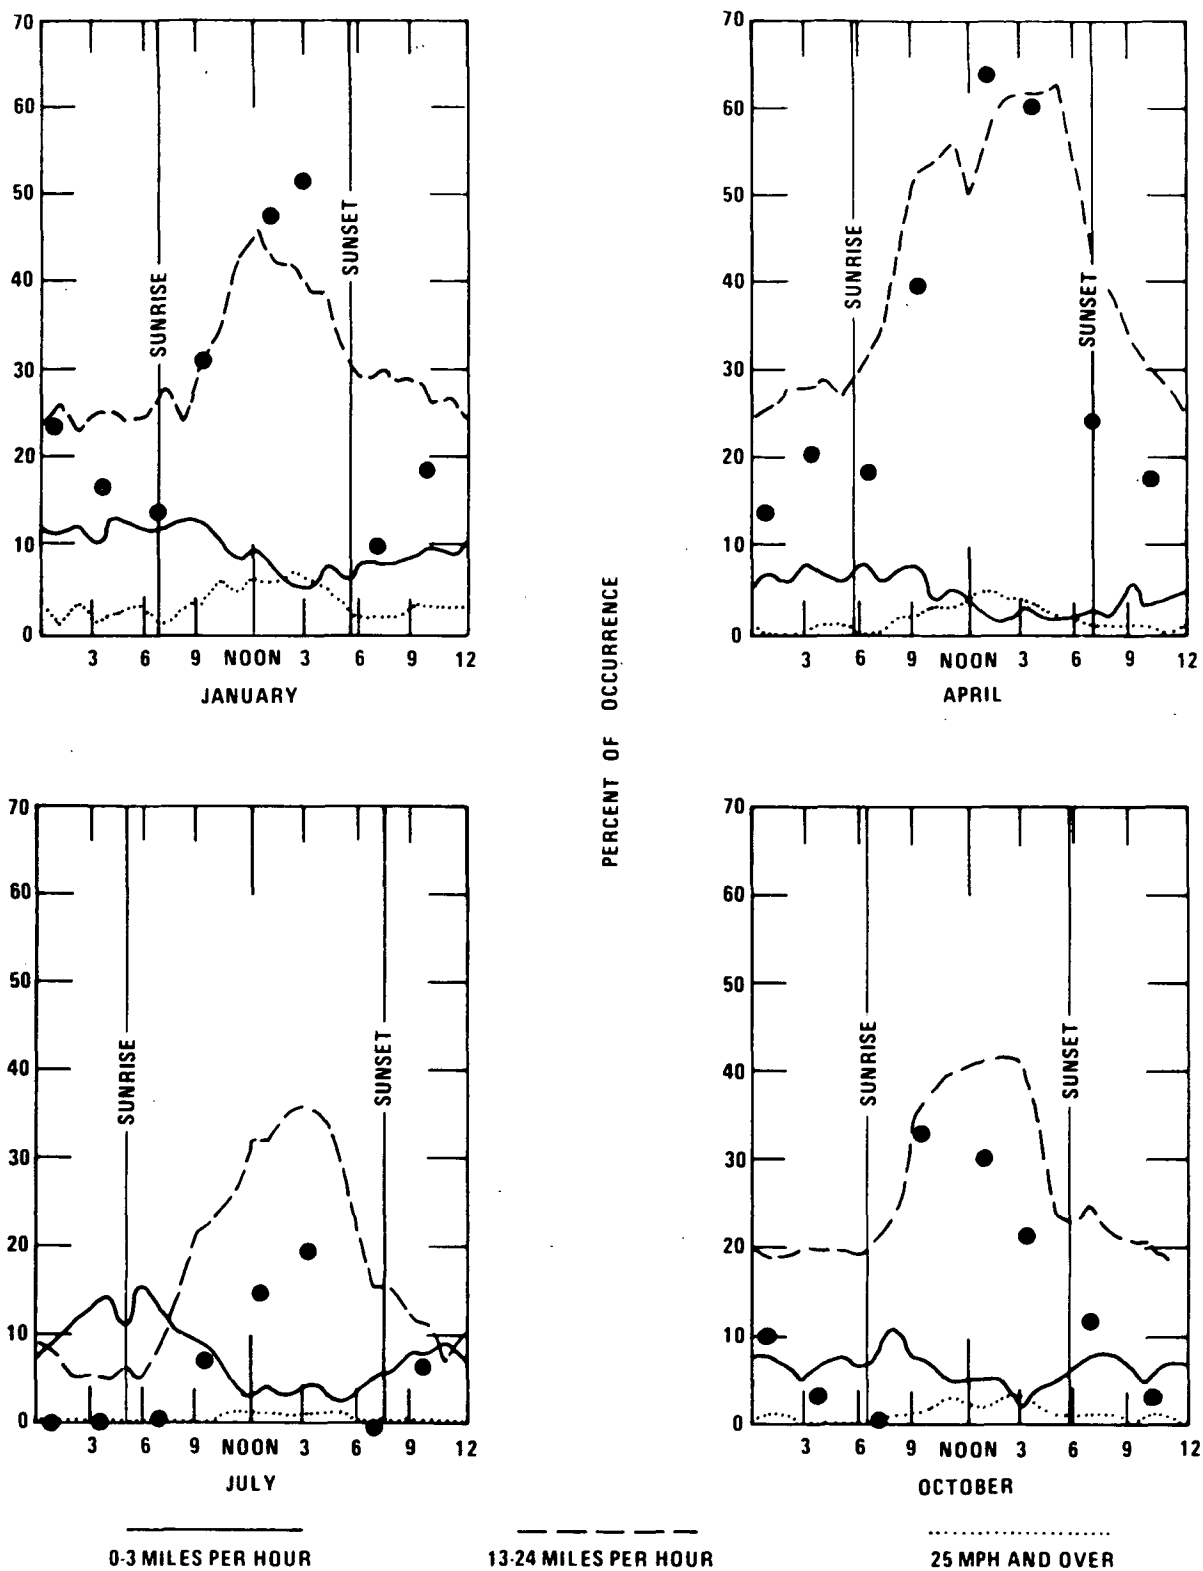 70
60
50
40
30
20
10
0
SUNRISE
SUNSET
3 6 9 NOON 3 6 9 12
JANUARY
70
60
50
40
30
20
10
0
SUNRISE
SUNSET
3 6 9 NOON 3 6 9 12
APRIL
PERCENT OF OCCURRENCE
70
60
50
40
30
20
10
0
SUNRISE
SUNSET
3 6 9 NOON 3 6 9 12
JULY
70
60
50
40
30
20
10
0
SUNRISE
SUNSET
3 6 9 NOON 3 6 9 12
OCTOBER
0-3 MILES PER HOUR
13-24 MILES PER HOUR
25 MPH AND OVER